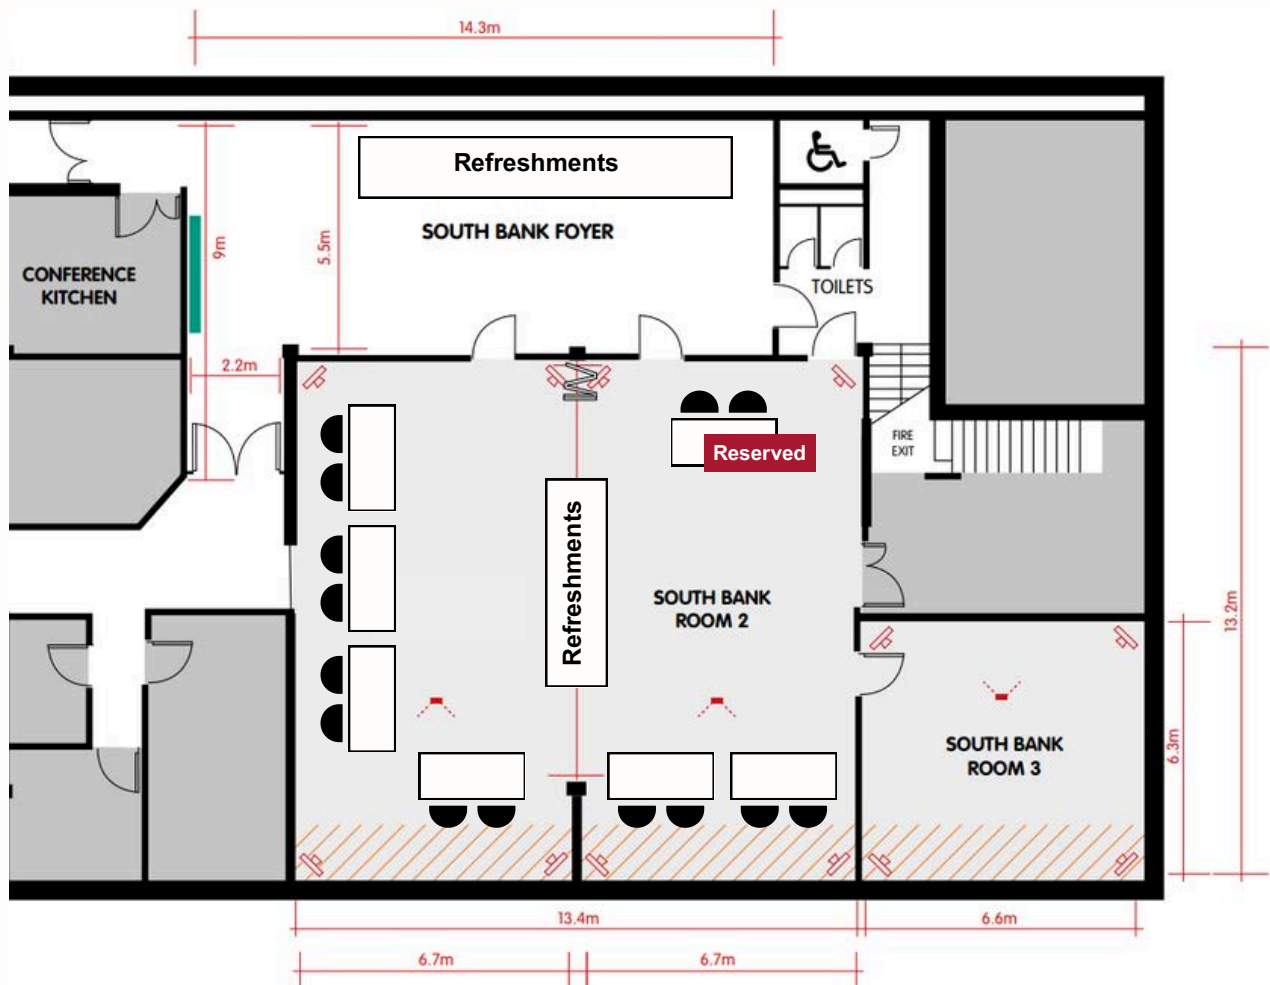 14.3m
Refreshments
SOUTH BANK FOYER
9m
5.5m
CONFERENCE
KITCHEN
TOILETS
2.2m
FIRE
EXIT
Reserved
Refreshments
SOUTH BANK
ROOM 2
13.2m
6.3m
SOUTH BANK
ROOM 3
13.4m
6.6m
6.7m
6.7m